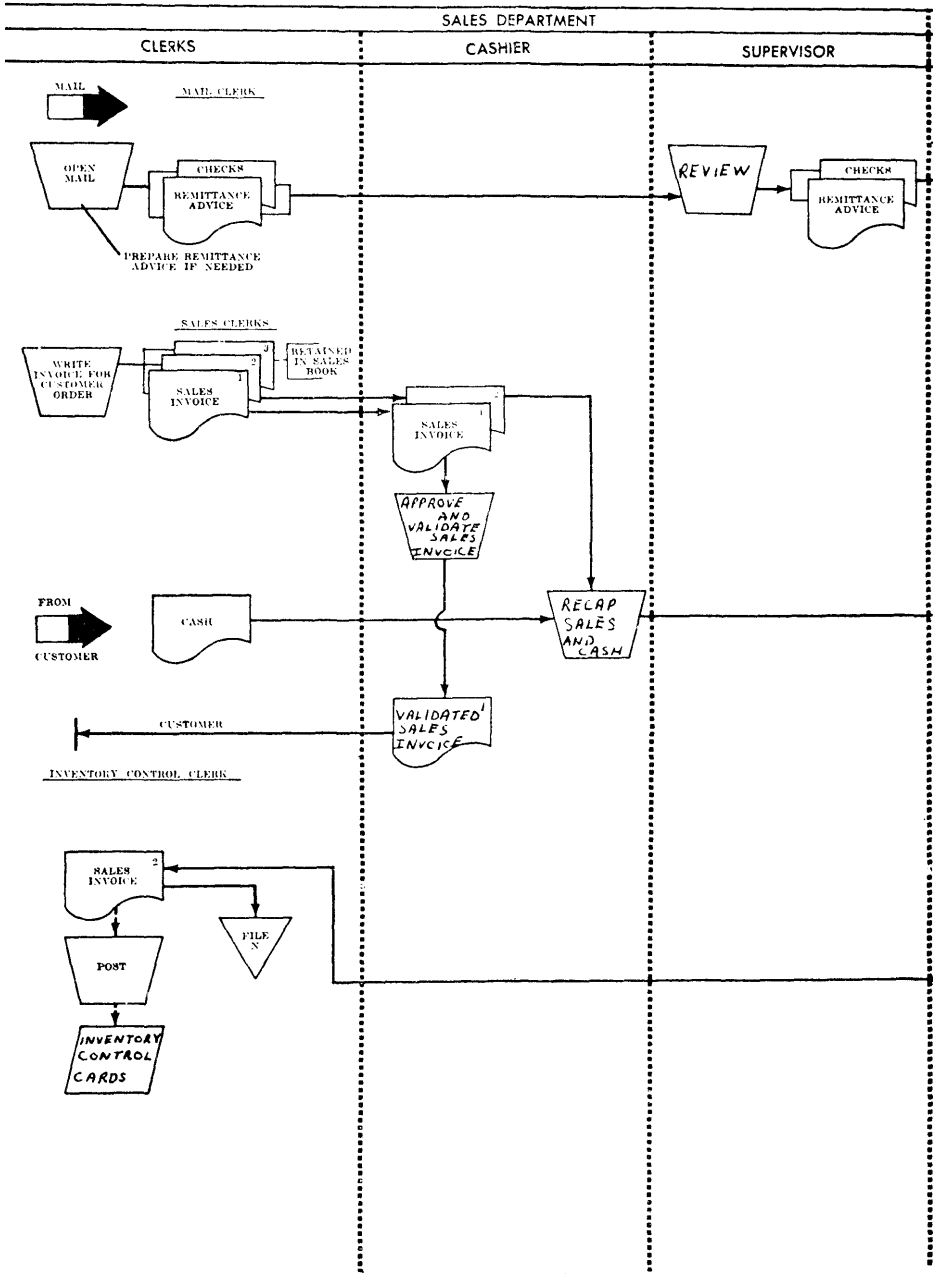 SALES DEPARTMENT
CLERKS
CASHIER
SUPERVISOR
MAIL
MAIL CLERK
OPEN
MAIL
CHECKS
REMITTANCE
ADVICE
REVIEW
CHECKS
REMITTANCE
ADVICE
PREPARE REMITTANCE
ADVICE IF NEEDED
SALES CLERKS
WRITE
INVOICE FOR
CUSTOMER
ORDER
3
2
1
SALES
INVOICE
RETAINED
IN SALES
BOOK
2
1
SALES
INVOICE
APPROVE
AND
VALIDATE
SALES
INVOICE
FROM
CUSTOMER
CASH
RECAP
SALES
AND
CASH
CUSTOMER
VALIDATED 1
SALES
INVOICE
INVENTORY CONTROL CLERK
SALES 2
INVOICE
FILE
N
POST
INVENTORY
CONTROL
CARDS